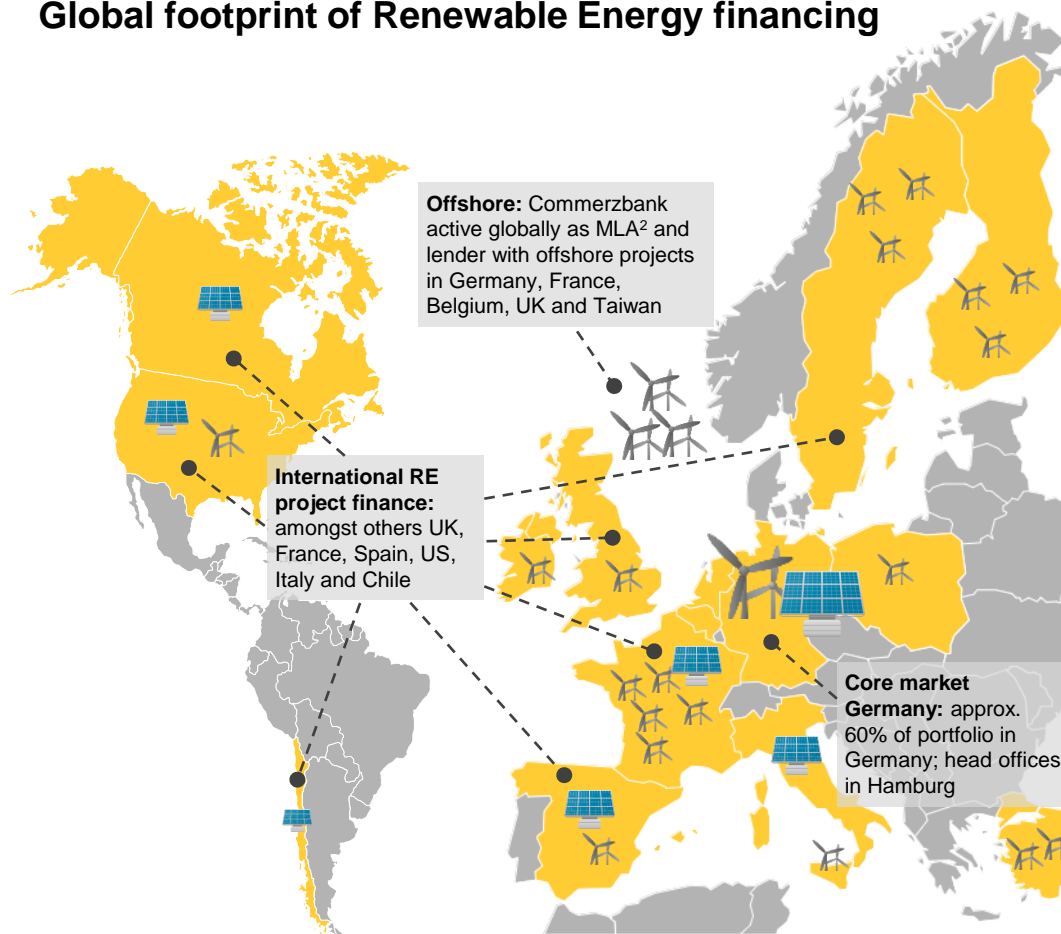 Global footprint of Renewable Energy financing
Offshore: Commerzbank
active globally as MLA² and
lender with offshore projects
in Germany, France,
Belgium, UK and Taiwan
International RE
project finance:
amongst others UK,
France, Spain, US,
Italy and Chile
Core market
Germany: approx.
60% of portfolio in
Germany; head offices
in Hamburg